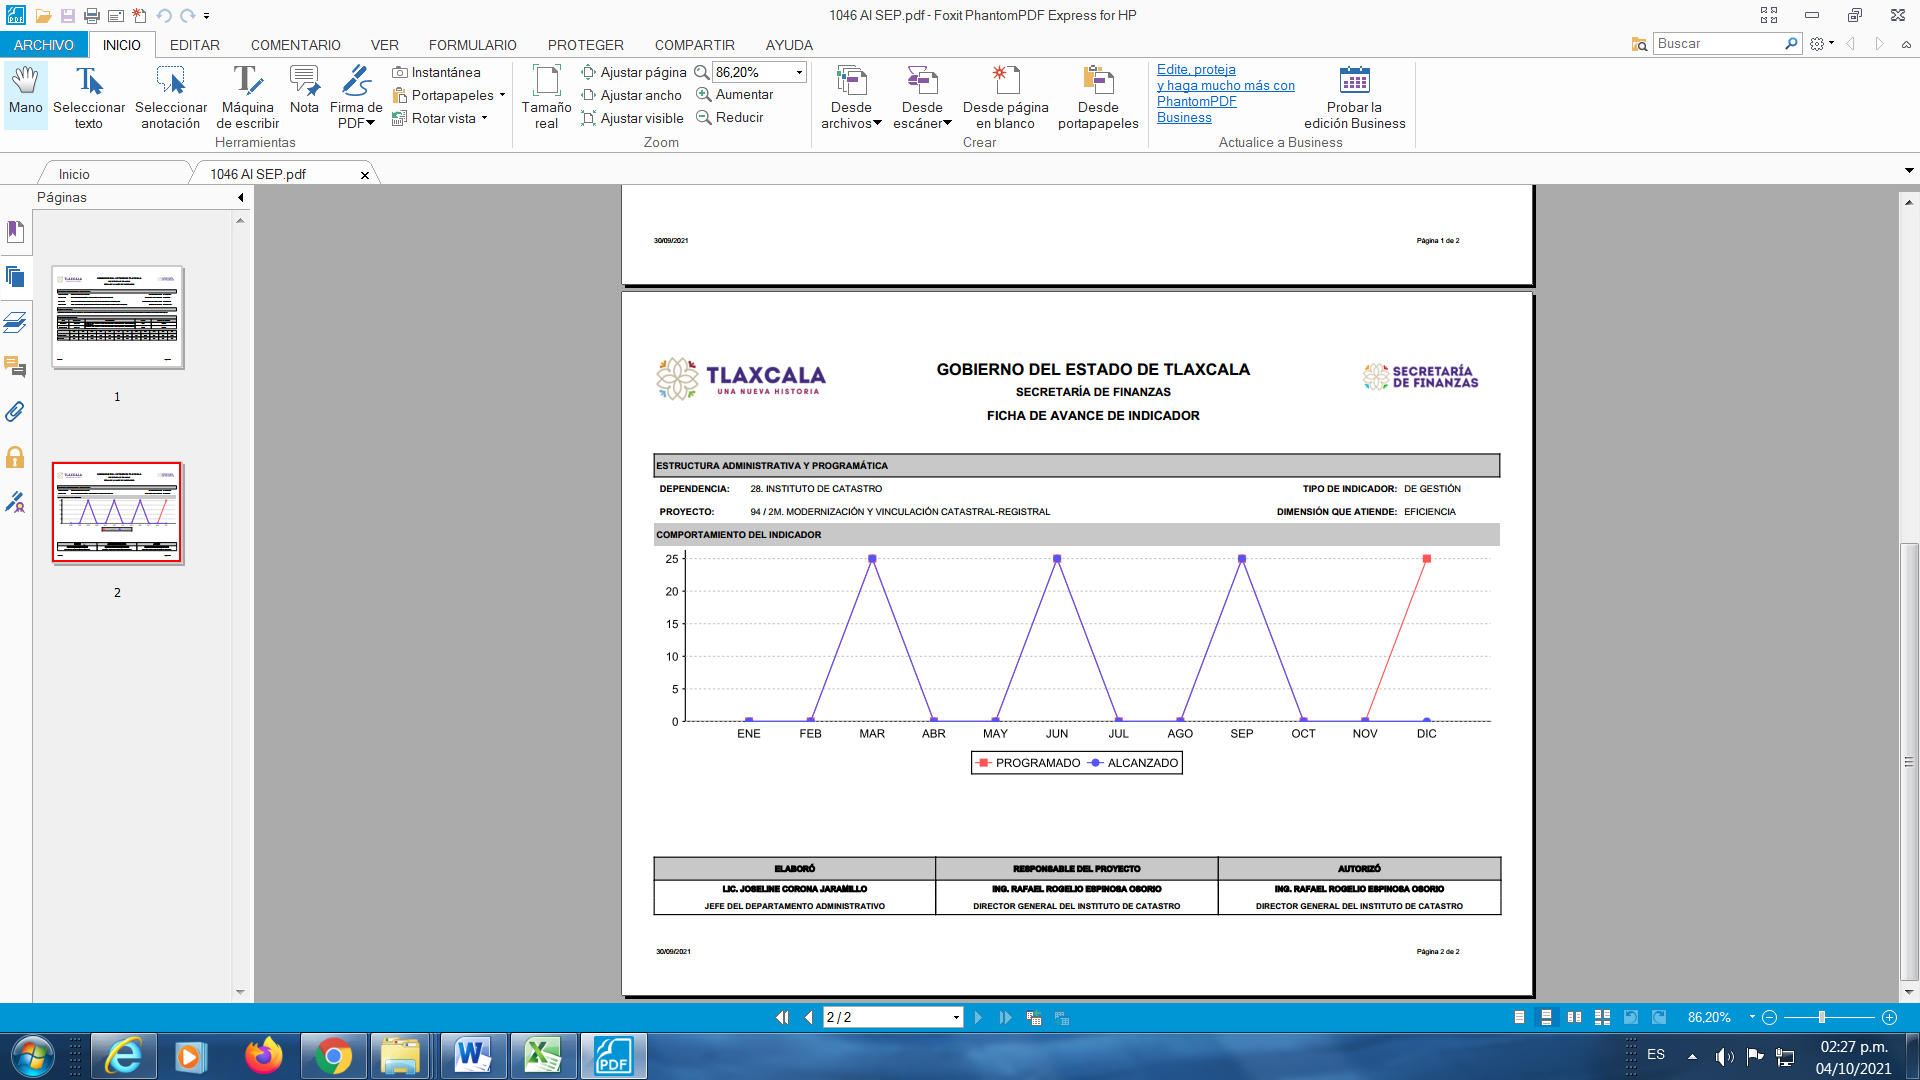 1046 Al SEP.pdf - Foxit PhantomPDF Express for HP
ARCHIVO INICIO EDITAR COMENTARIO VER FORMULARIO PROTEGER COMPARTIR AYUDA
Buscar
Mano
Seleccionar texto
Seleccionar anotación
Máquina de escribir
Nota
Firma de PDF
Instantánea
Portapapeles
Rotar vista
Herramientas
Tamaño real
Ajustar página
Ajustar ancho
Ajustar visible
86,20%
Aumentar
Reducir
Zoom
Desde archivos
Desde escáner
Desde página en blanco
Desde portapapeles
Crear
Edite, proteja
y haga mucho más con
PhantomPDF
Business
Probar la edición Business
Actualice a Business
Inicio
1046 Al SEP.pdf
Páginas
1
2
30/09/2021 Página 1 de 2
TLAXCALA
UNA NUEVA HISTORIA
GOBIERNO DEL ESTADO DE TLAXCALA
SECRETARÍA DE FINANZAS
FICHA DE AVANCE DE INDICADOR
SECRETARÍA
DE FINANZAS
ESTRUCTURA ADMINISTRATIVA Y PROGRAMÁTICA
DEPENDENCIA: 28. INSTITUTO DE CATASTRO TIPO DE INDICADOR: DE GESTIÓN
PROYECTO: 94 / 2M. MODERNIZACIÓN Y VINCULACIÓN CATASTRAL-REGISTRAL DIMENSIÓN QUE ATIENDE: EFICIENCIA
COMPORTAMIENTO DEL INDICADOR
25
20
15
10
5
0
ENE FEB MAR ABR MAY JUN JUL AGO SEP OCT NOV DIC
PROGRAMADO ALCANZADO
ELABORÓ RESPONSABLE DEL PROYECTO AUTORIZÓ
LIC. JOSELINE CORONA JARAMILLO ING. RAFAEL ROGELIO ESPINOSA OSORIO ING. RAFAEL ROGELIO ESPINOSA OSORIO
JEFE DEL DEPARTAMENTO ADMINISTRATIVO DIRECTOR GENERAL DEL INSTITUTO DE CATASTRO DIRECTOR GENERAL DEL INSTITUTO DE CATASTRO
30/09/2021 Página 2 de 2
2 / 2
86,20%
PDF
ES
02:27 p.m.
04/10/2021